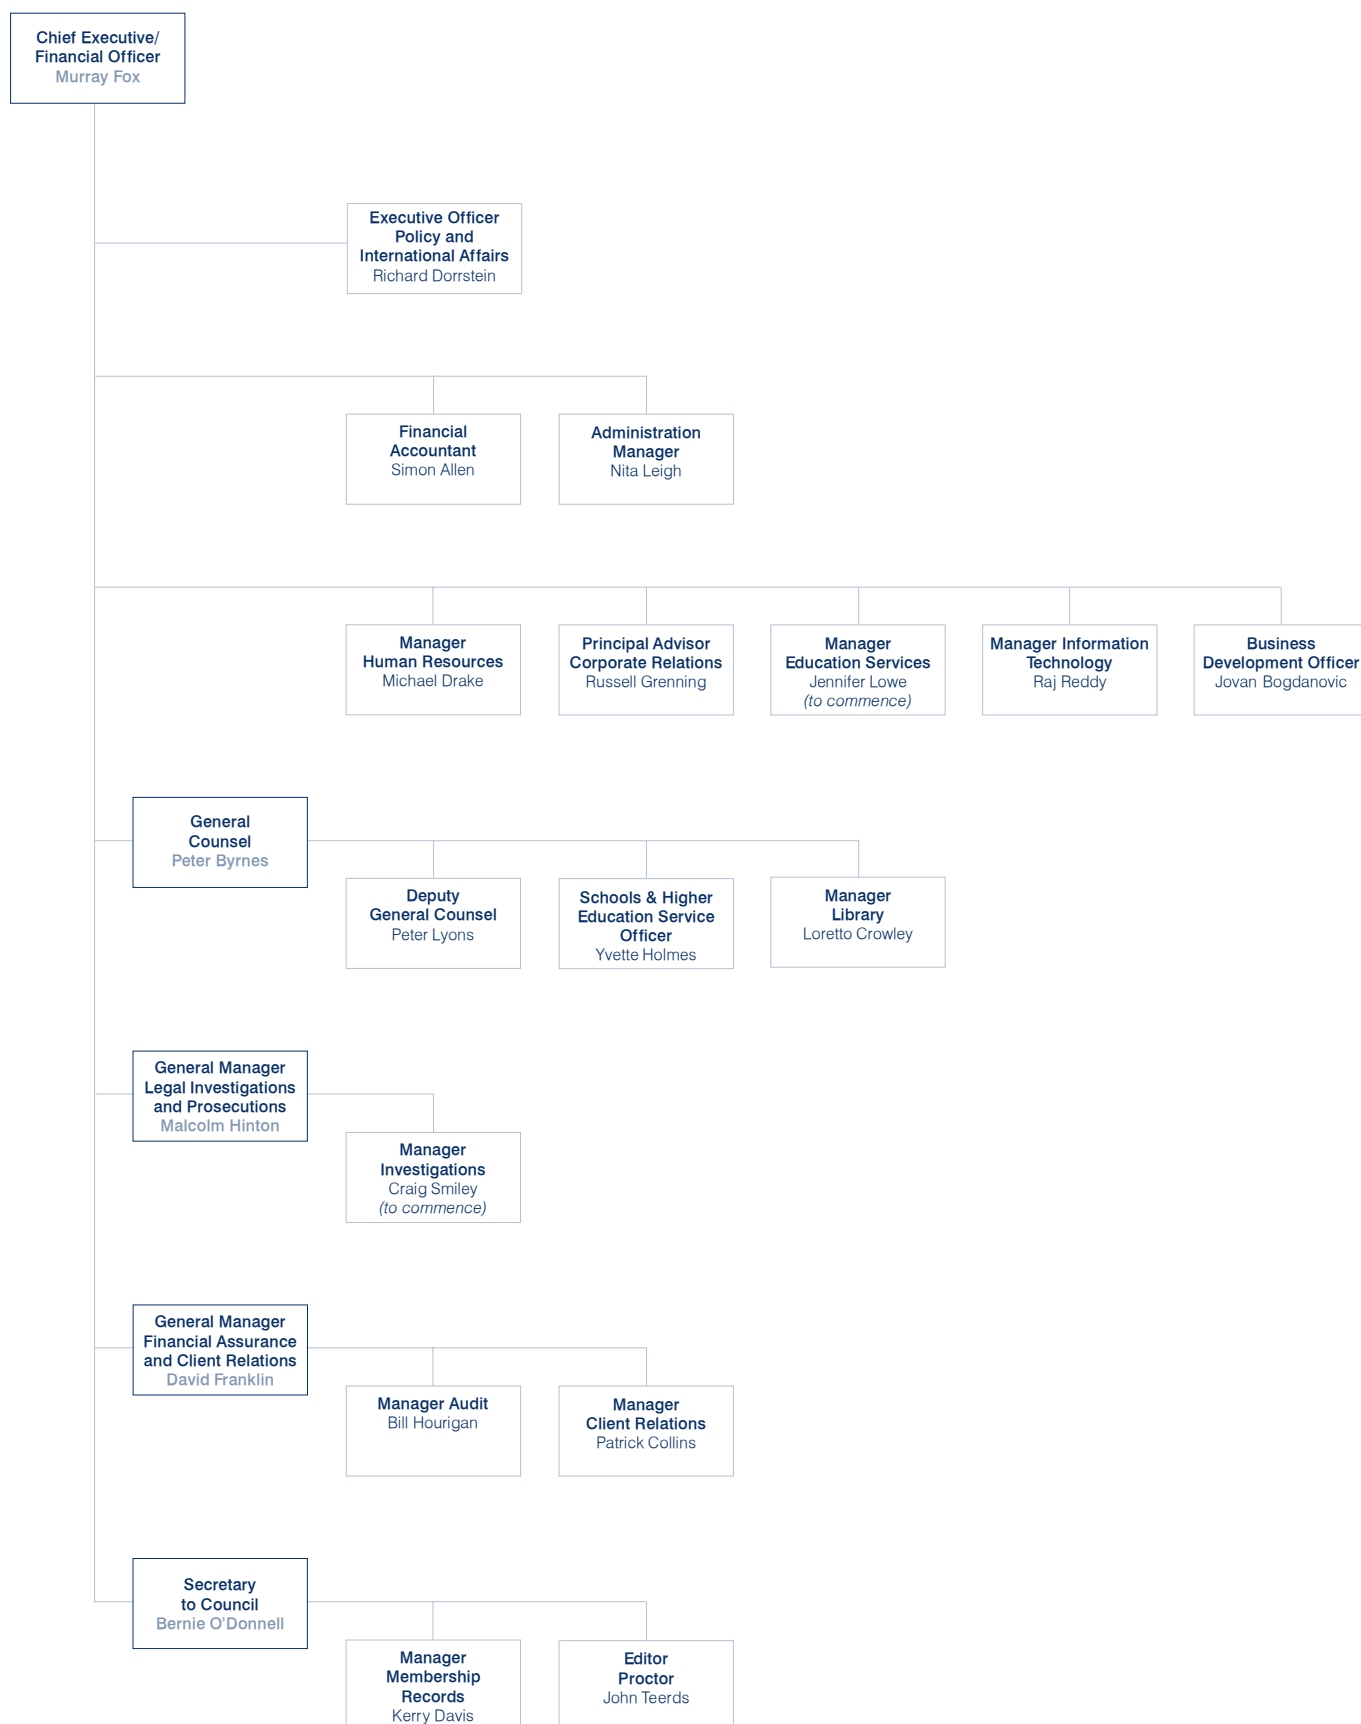 Chief Executive/
Financial Officer
Murray Fox
Executive Officer
Policy and
International Affairs
Richard Dorrstein
Financial
Accountant
Simon Allen
Administration
Manager
Nita Leigh
Manager
Human Resources
Michael Drake
Principal Advisor
Corporate Relations
Russell Grenning
Manager
Education Services
Jennifer Lowe
(to commence)
Manager Information
Technology
Raj Reddy
Business
Development Officer
Jovan Bogdanovic
General
Counsel
Peter Byrnes
Deputy
General Counsel
Peter Lyons
Schools & Higher
Education Service
Officer
Yvette Holmes
Manager
Library
Loretto Crowley
General Manager
Legal Investigations
and Prosecutions
Malcolm Hinton
Manager
Investigations
Craig Smiley
(to commence)
General Manager
Financial Assurance
and Client Relations
David Franklin
Manager Audit
Bill Hourigan
Manager
Client Relations
Patrick Collins
Secretary
to Council
Bernie O'Donnell
Manager
Membership
Records
Kerry Davis
Editor
Proctor
John Teerds